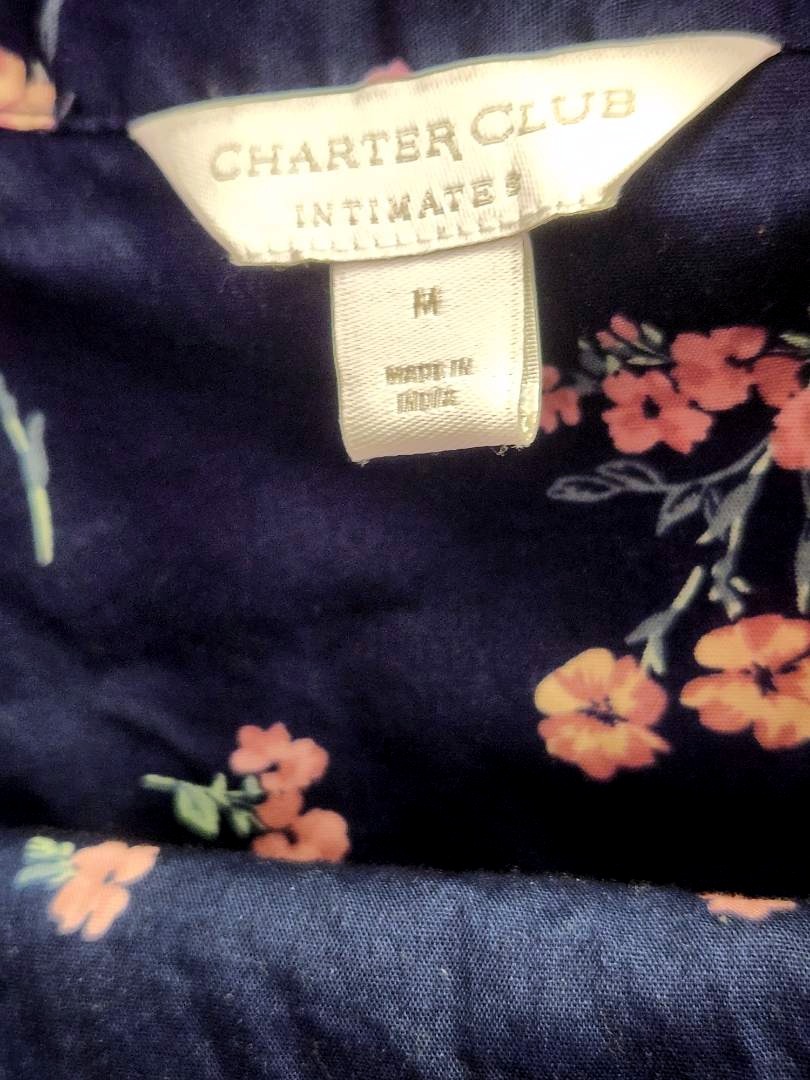 CHARTER CLUB
INTIMATES
M
MADE IN
INDIA